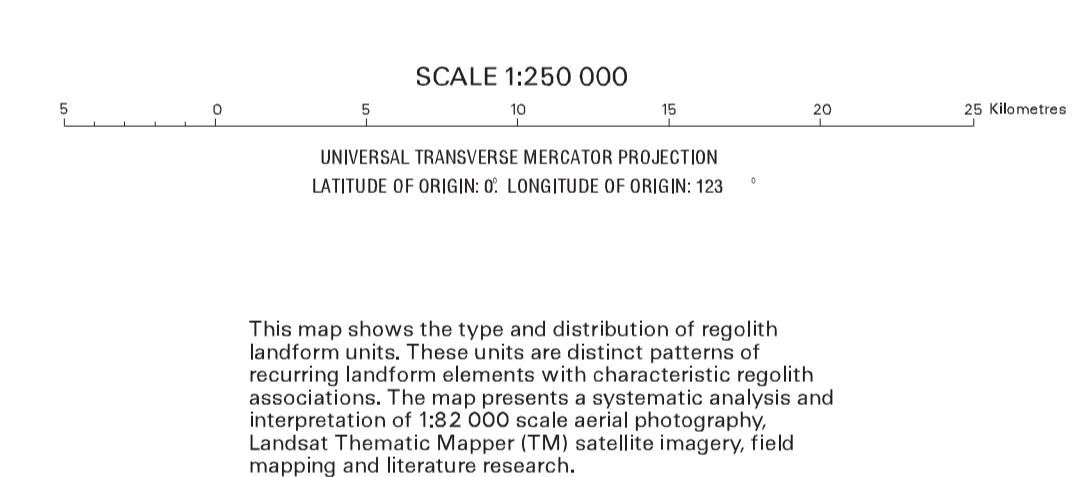 SCALE 1:250 000
5 0 5 10 15 20 25 Kilometres
UNIVERSAL TRANSVERSE MERCATOR PROJECTION
LATITUDE OF ORIGIN: 0°. LONGITUDE OF ORIGIN: 123 °
This map shows the type and distribution of regolith
landform units. These units are distinct patterns of
recurring landform elements with characteristic regolith
associations. The map presents a systematic analysis and
interpretation of 1:82 000 scale aerial photography,
Landsat Thematic Mapper (TM) satellite imagery, field
mapping and literature research.